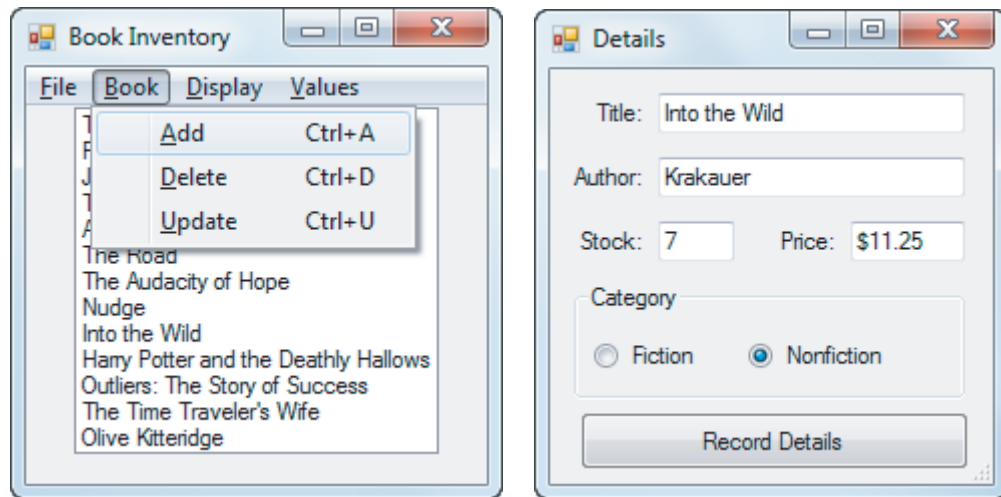 Book Inventory
File Book Display Values
Add Ctrl+A
Delete Ctrl+D
Update Ctrl+U
The Road
The Audacity of Hope
Nudge
Into the Wild
Harry Potter and the Deathly Hallows
Outliers: The Story of Success
The Time Traveler's Wife
Olive Kitteridge
Details
Title: Into the Wild
Author: Krakauer
Stock: 7 Price: $11.25
Category
Fiction Nonfiction
Record Details